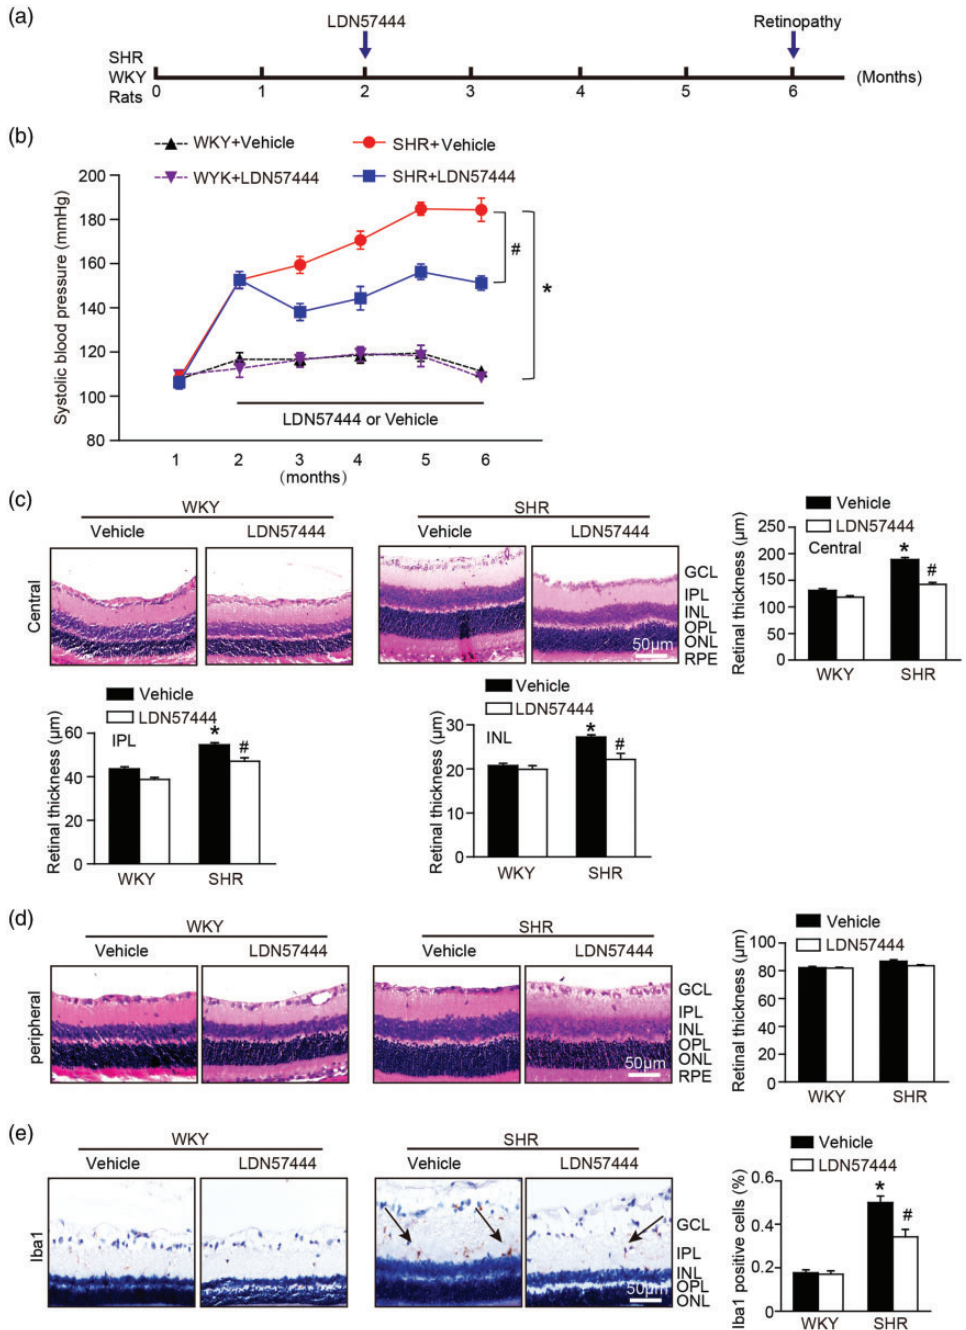 (a)
LDN57444
Retinopathy
SHR
WKY
Rats
0 1 2 3 4 5 6
(Months)
(b)
WKY+Vehicle
SHR+Vehicle
WYK+LDN57444
SHR+LDN57444
Systolic blood pressure (mmHg)
200
180
160
140
120
100
80
#
*
LDN57444 or Vehicle
1 2 3 4 5 6
(months)
(c)
WKY
SHR
Vehicle
LDN57444
Vehicle
LDN57444
Central
GCL
IPL
INL
OPL
ONL
RPE
50µm
Vehicle
LDN57444
Retinal thickness (µm)
250
200
150
100
50
0
Central
*
#
WKY SHR
Vehicle
LDN57444
Retinal thickness (µm)
60
40
20
0
IPL
*
#
WKY SHR
Vehicle
LDN57444
Retinal thickness (µm)
30
20
10
0
INL
*
#
WKY SHR
(d)
WKY
SHR
Vehicle
LDN57444
Vehicle
LDN57444
peripheral
GCL
IPL
INL
OPL
ONL
RPE
50µm
Vehicle
LDN57444
Retinal thickness (µm)
100
80
60
40
20
0
WKY SHR
(e)
WKY
SHR
Vehicle
LDN57444
Vehicle
LDN57444
Iba1
GCL
IPL
INL
OPL
ONL
50µm
Vehicle
LDN57444
Iba1 positive cells (%)
0.6
0.4
0.2
0
*
#
WKY SHR